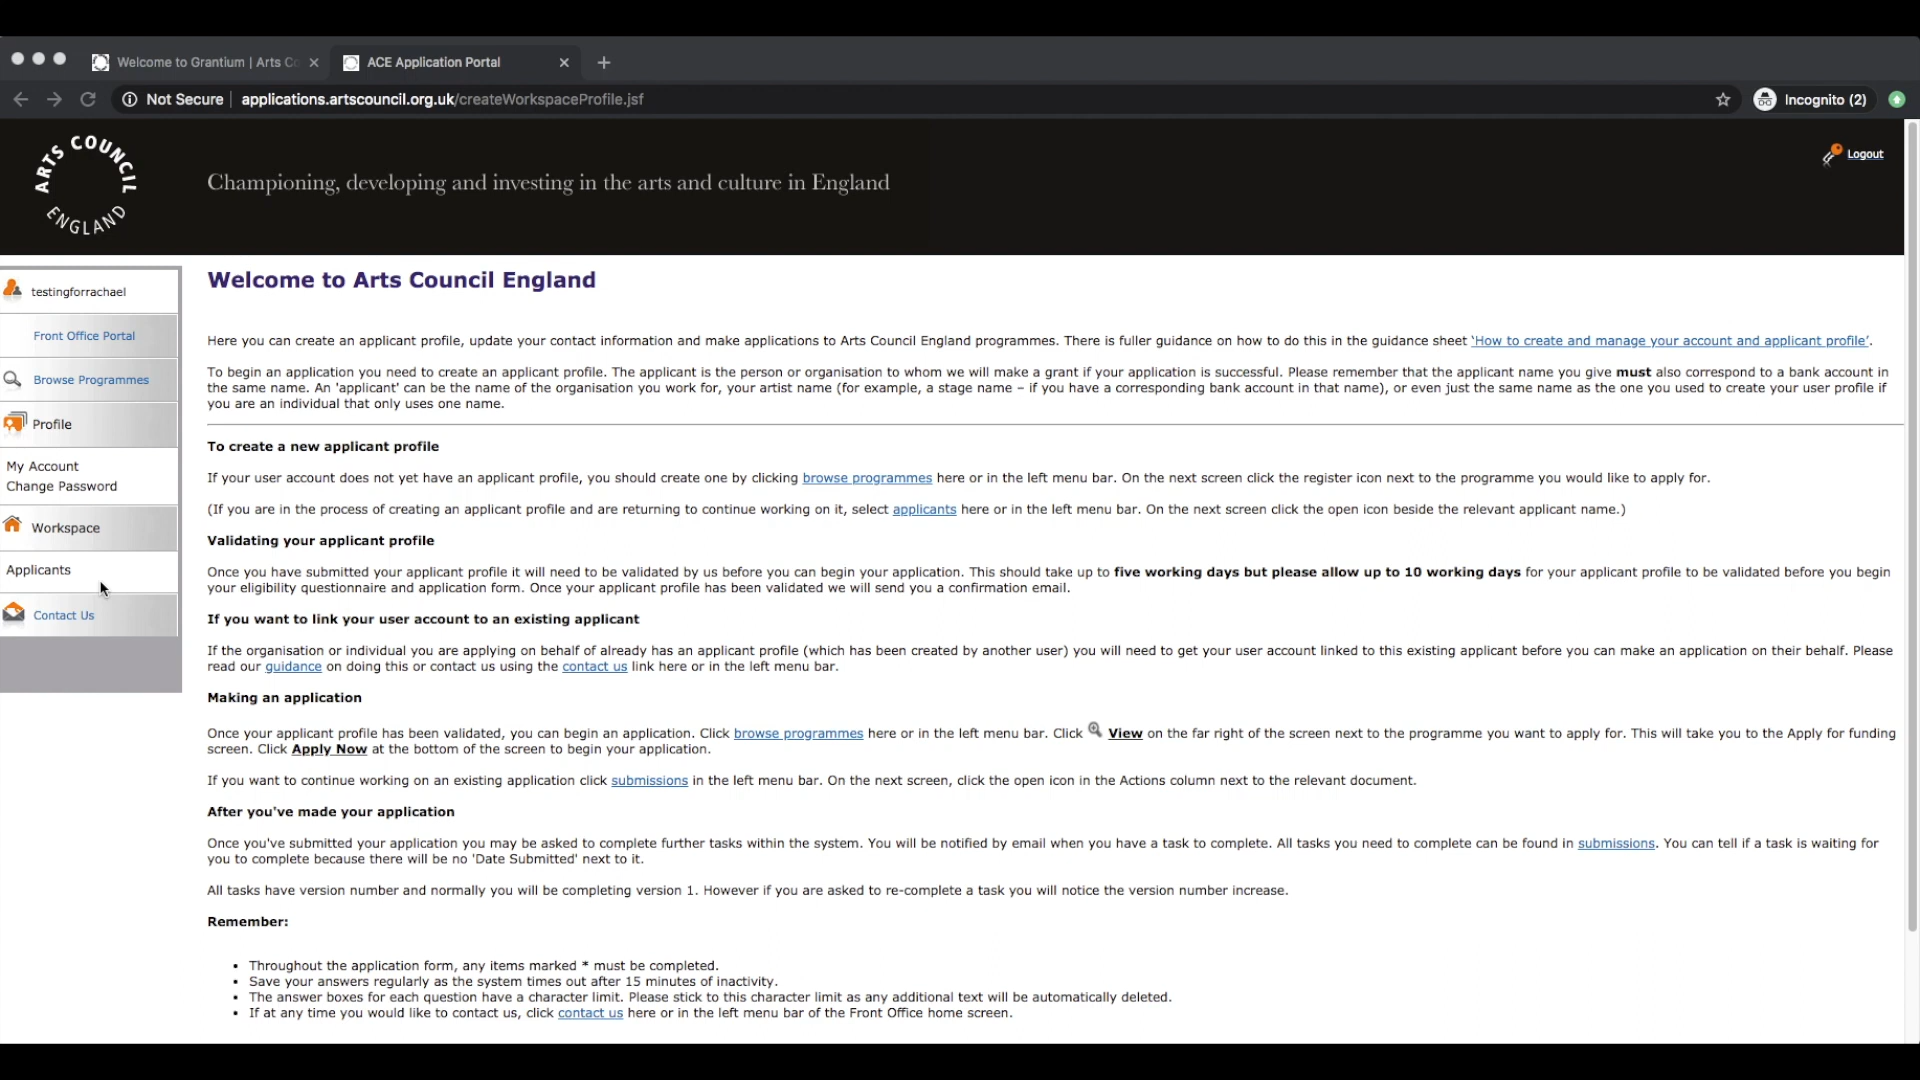 Welcome to Grantium | Arts Co
ACE Application Portal
Not Secure | applications.artscouncil.org.uk/createWorkspaceProfile.jsf
Incognito (2)
ARTS COUNCIL ENGLAND
Championing, developing and investing in the arts and culture in England
Logout
testingforrachael
Front Office Portal
Browse Programmes
Profile
My Account
Change Password
Workspace
Applicants
Contact Us
Welcome to Arts Council England
Here you can create an applicant profile, update your contact information and make applications to Arts Council England programmes. There is fuller guidance on how to do this in the guidance sheet ‘How to create and manage your account and applicant profile’.
To begin an application you need to create an applicant profile. The applicant is the person or organisation to whom we will make a grant if your application is successful. Please remember that the applicant name you give must also correspond to a bank account in
the same name. An 'applicant' can be the name of the organisation you work for, your artist name (for example, a stage name – if you have a corresponding bank account in that name), or even just the same name as the one you used to create your user profile if
you are an individual that only uses one name.
To create a new applicant profile
If your user account does not yet have an applicant profile, you should create one by clicking browse programmes here or in the left menu bar. On the next screen click the register icon next to the programme you would like to apply for.
(If you are in the process of creating an applicant profile and are returning to continue working on it, select applicants here or in the left menu bar. On the next screen click the open icon beside the relevant applicant name.)
Validating your applicant profile
Once you have submitted your applicant profile it will need to be validated by us before you can begin your application. This should take up to five working days but please allow up to 10 working days for your applicant profile to be validated before you begin
your eligibility questionnaire and application form. Once your applicant profile has been validated we will send you a confirmation email.
If you want to link your user account to an existing applicant
If the organisation or individual you are applying on behalf of already has an applicant profile (which has been created by another user) you will need to get your user account linked to this existing applicant before you can make an application on their behalf. Please
read our guidance on doing this or contact us using the contact us link here or in the left menu bar.
Making an application
Once your applicant profile has been validated, you can begin an application. Click browse programmes here or in the left menu bar. Click View on the far right of the screen next to the programme you want to apply for. This will take you to the Apply for funding
screen. Click Apply Now at the bottom of the screen to begin your application.
If you want to continue working on an existing application click submissions in the left menu bar. On the next screen, click the open icon in the Actions column next to the relevant document.
After you've made your application
Once you've submitted your application you may be asked to complete further tasks within the system. You will be notified by email when you have a task to complete. All tasks you need to complete can be found in submissions. You can tell if a task is waiting for
you to complete because there will be no 'Date Submitted' next to it.
All tasks have version number and normally you will be completing version 1. However if you are asked to re-complete a task you will notice the version number increase.
Remember:
• Throughout the application form, any items marked * must be completed.
• Save your answers regularly as the system times out after 15 minutes of inactivity.
• The answer boxes for each question have a character limit. Please stick to this character limit as any additional text will be automatically deleted.
• If at any time you would like to contact us, click contact us here or in the left menu bar of the Front Office home screen.